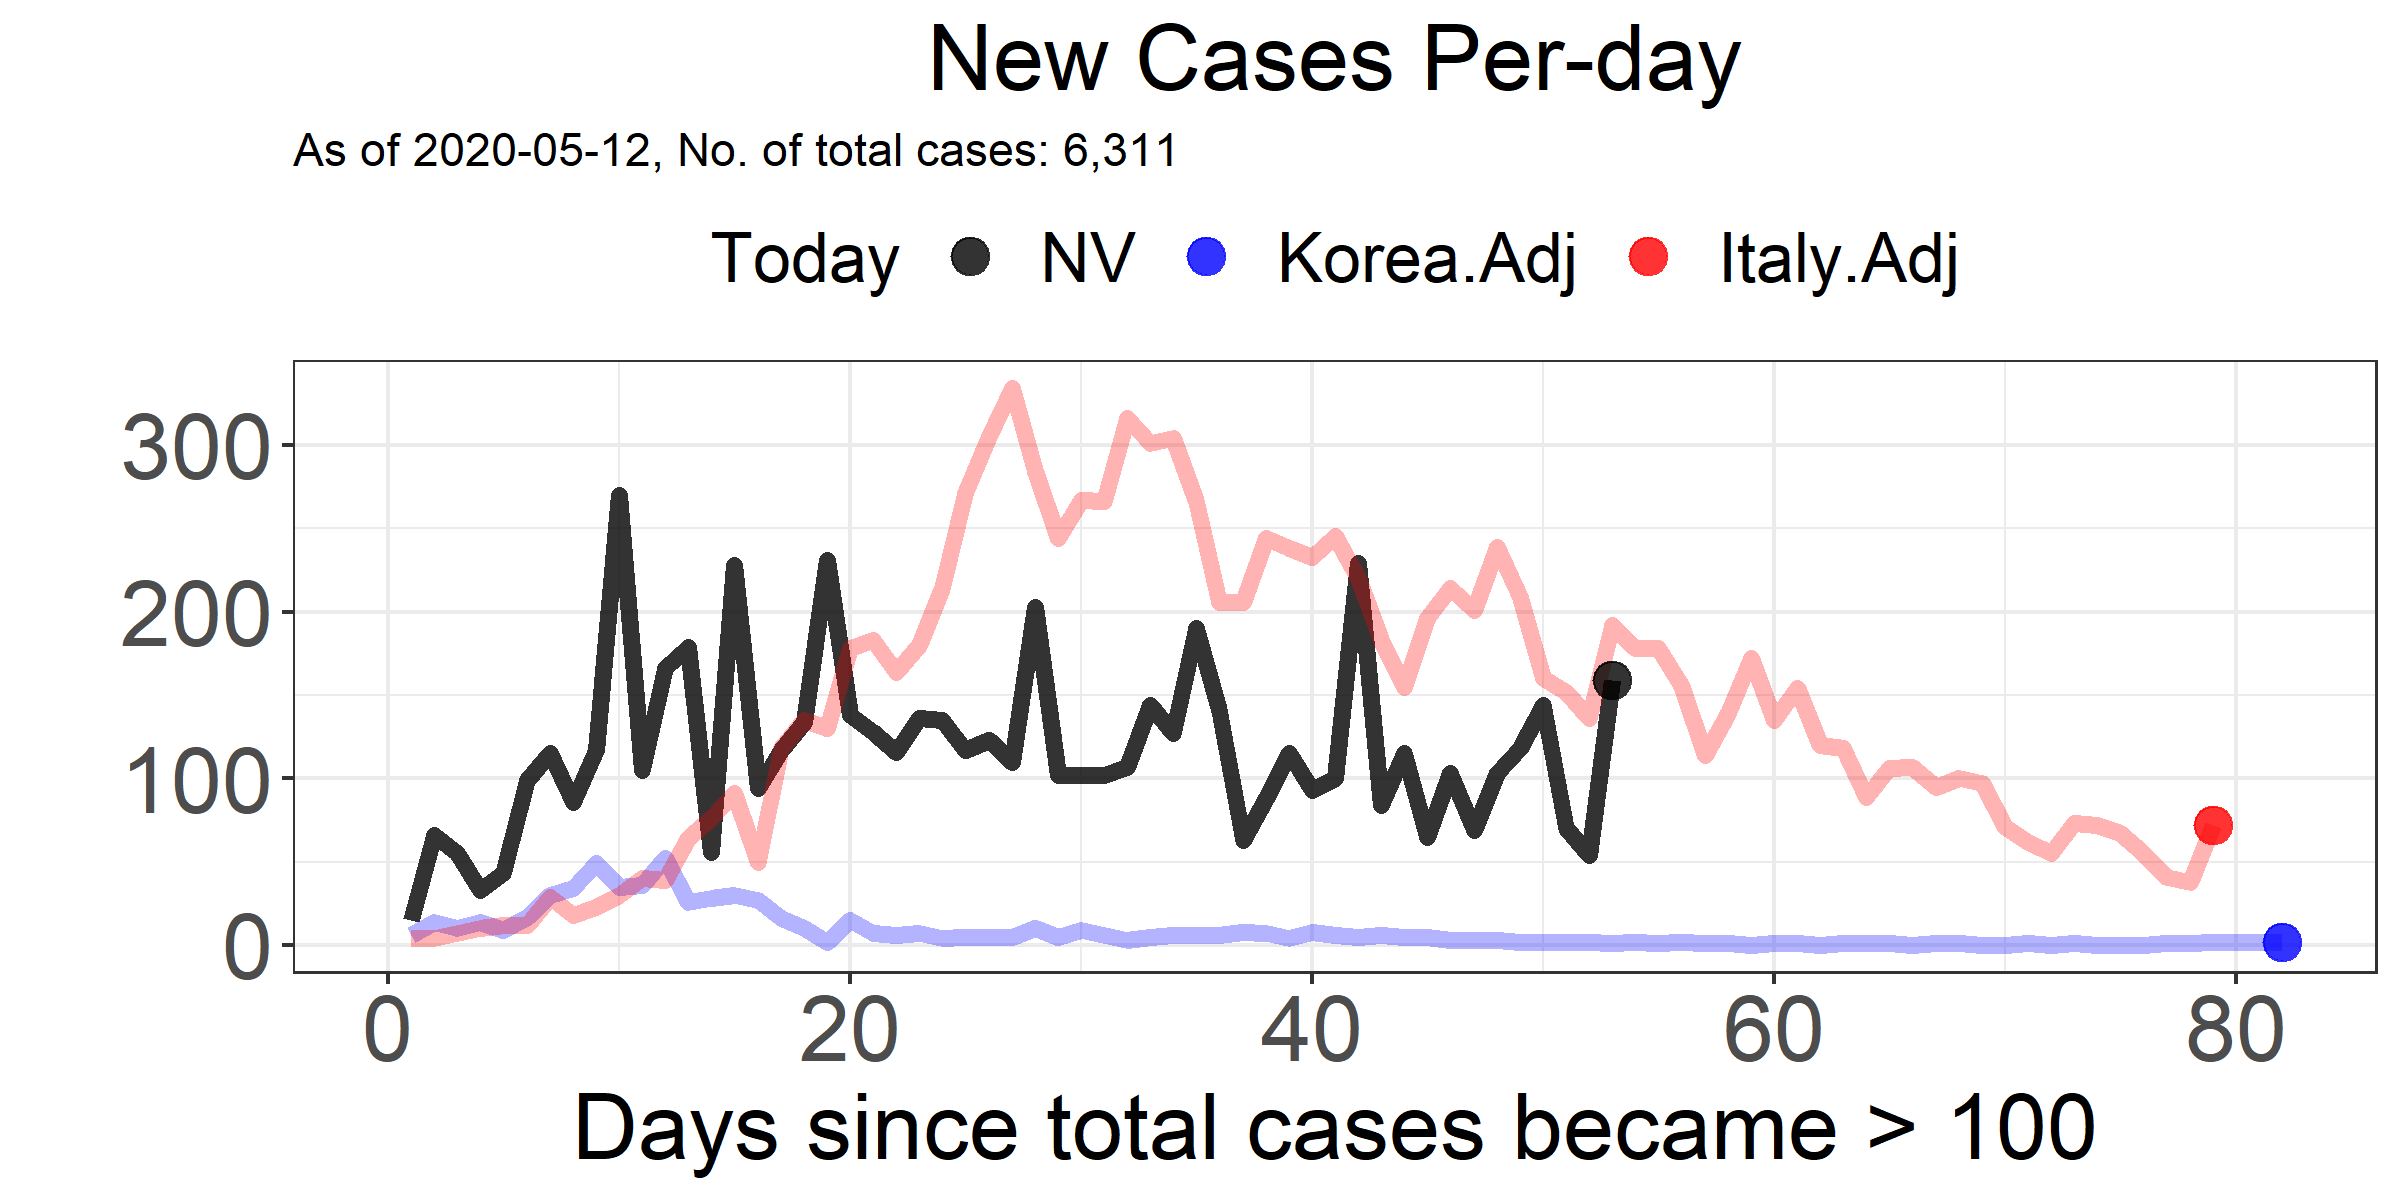 New Cases Per-day
As of 2020-05-12, No. of total cases: 6,311
Today NV Korea.Adj Italy.Adj
300
200
100
0
0 20 40 60 80
Days since total cases became > 100